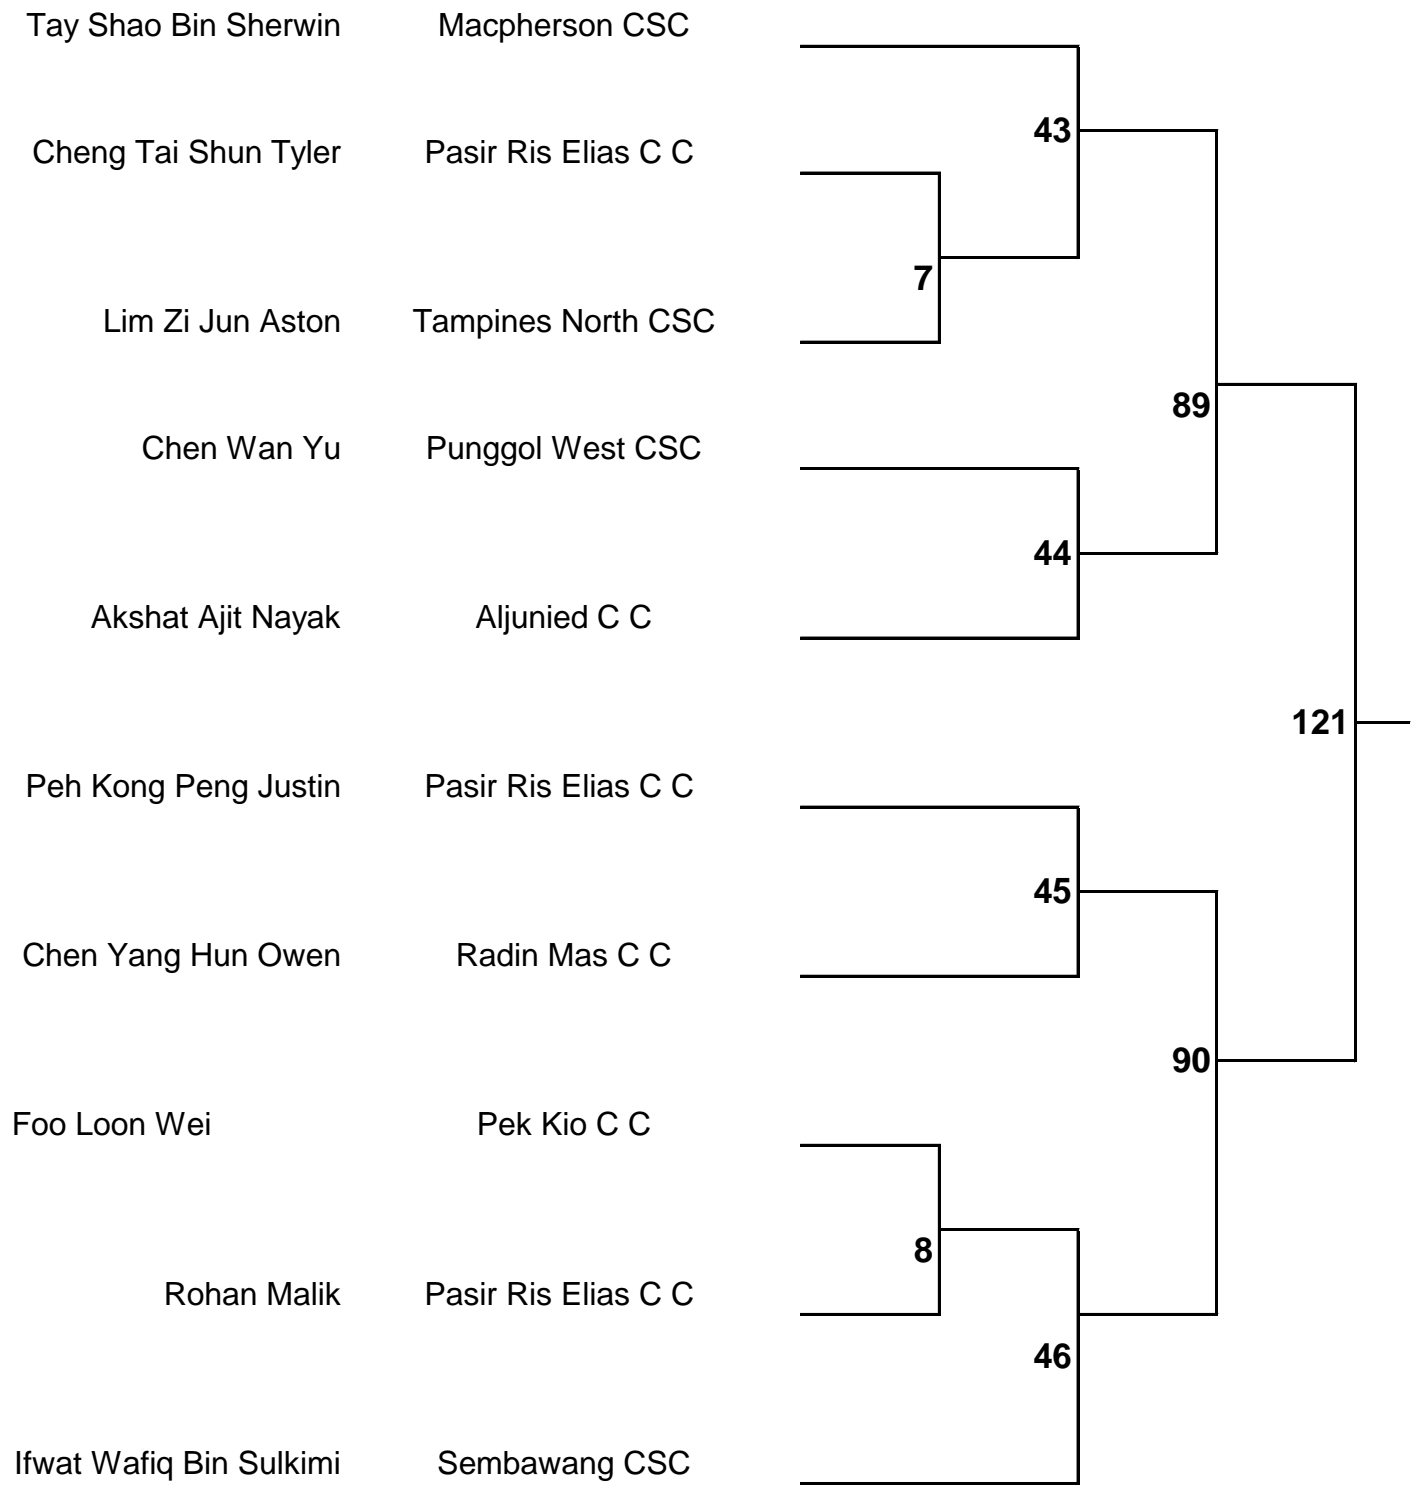 Tay Shao Bin Sherwin Macpherson CSC
43
Cheng Tai Shun Tyler Pasir Ris Elias C C
7
Lim Zi Jun Aston Tampines North CSC
89
Chen Wan Yu Punggol West CSC
44
Akshat Ajit Nayak Aljunied C C
121
Peh Kong Peng Justin Pasir Ris Elias C C
45
Chen Yang Hun Owen Radin Mas C C
90
Foo Loon Wei Pek Kio C C
8
Rohan Malik Pasir Ris Elias C C
46
Ifwat Wafiq Bin Sulkimi Sembawang CSC